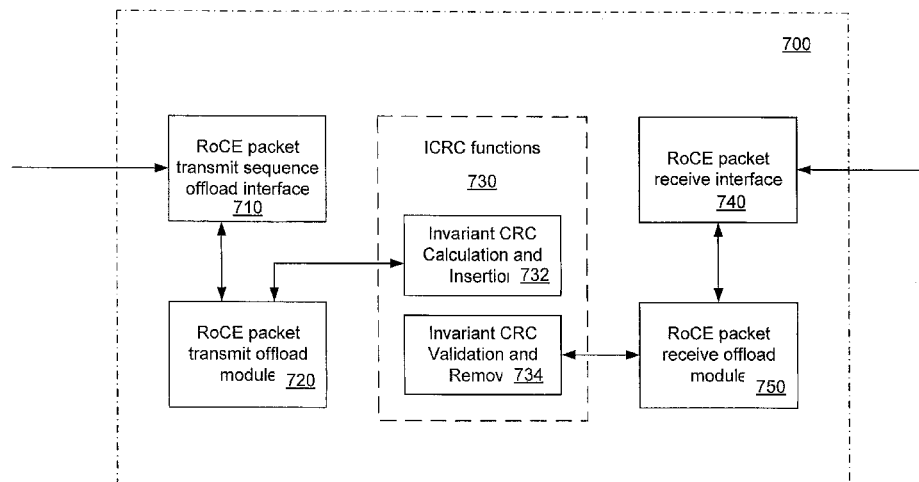 700
RoCE packet
transmit sequence
offload interface
710
ICRC functions
730
RoCE packet
receive interface
740
Invariant CRC
Calculation and
Insertion 732
RoCE packet
transmit offload
module 720
Invariant CRC
Validation and
Remov 734
RoCE packet
receive offload
module 750